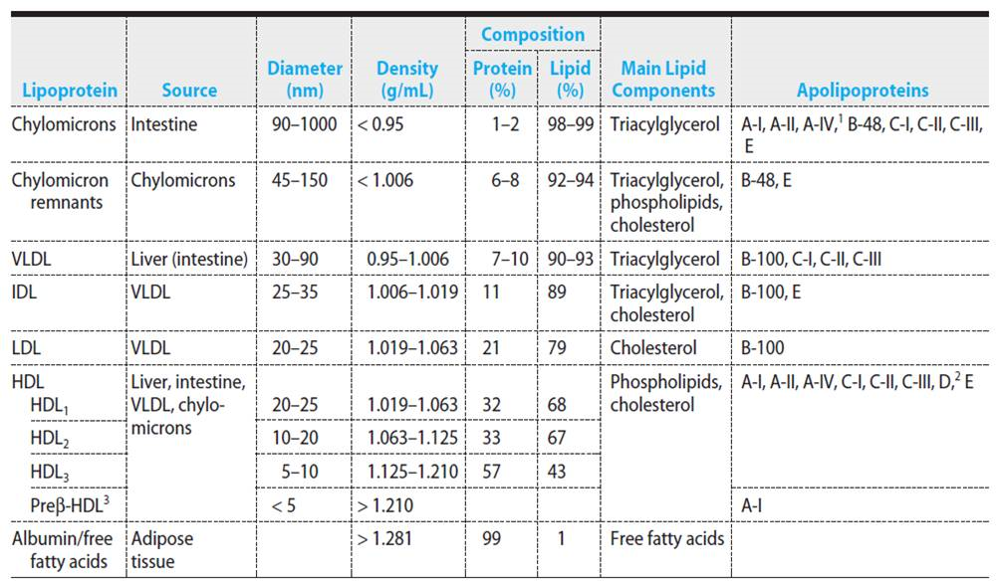 Composition
Lipoprotein Source Diameter (nm) Density (g/mL) Protein (%) Lipid (%) Main Lipid Components Apolipoproteins
Chylomicrons Intestine 90–1000 < 0.95 1–2 98–99 Triacylglycerol A-I, A-II, A-IV,¹ B-48, C-I, C-II, C-III, E
Chylomicron remnants Chylomicrons 45–150 < 1.006 6–8 92–94 Triacylglycerol, phospholipids, cholesterol B-48, E
VLDL Liver (intestine) 30–90 0.95–1.006 7–10 90–93 Triacylglycerol B-100, C-I, C-II, C-III
IDL VLDL 25–35 1.006–1.019 11 89 Triacylglycerol, cholesterol B-100, E
LDL VLDL 20–25 1.019–1.063 21 79 Cholesterol B-100
HDL Liver, intestine, VLDL, chylo-microns Phospholipids, cholesterol A-I, A-II, A-IV, C-I, C-II, C-III, D,² E
HDL₁ 20–25 1.019–1.063 32 68
HDL₂ 10–20 1.063–1.125 33 67
HDL₃ 5–10 1.125–1.210 57 43
Preβ-HDL³ < 5 > 1.210 A-I
Albumin/free fatty acids Adipose tissue > 1.281 99 1 Free fatty acids